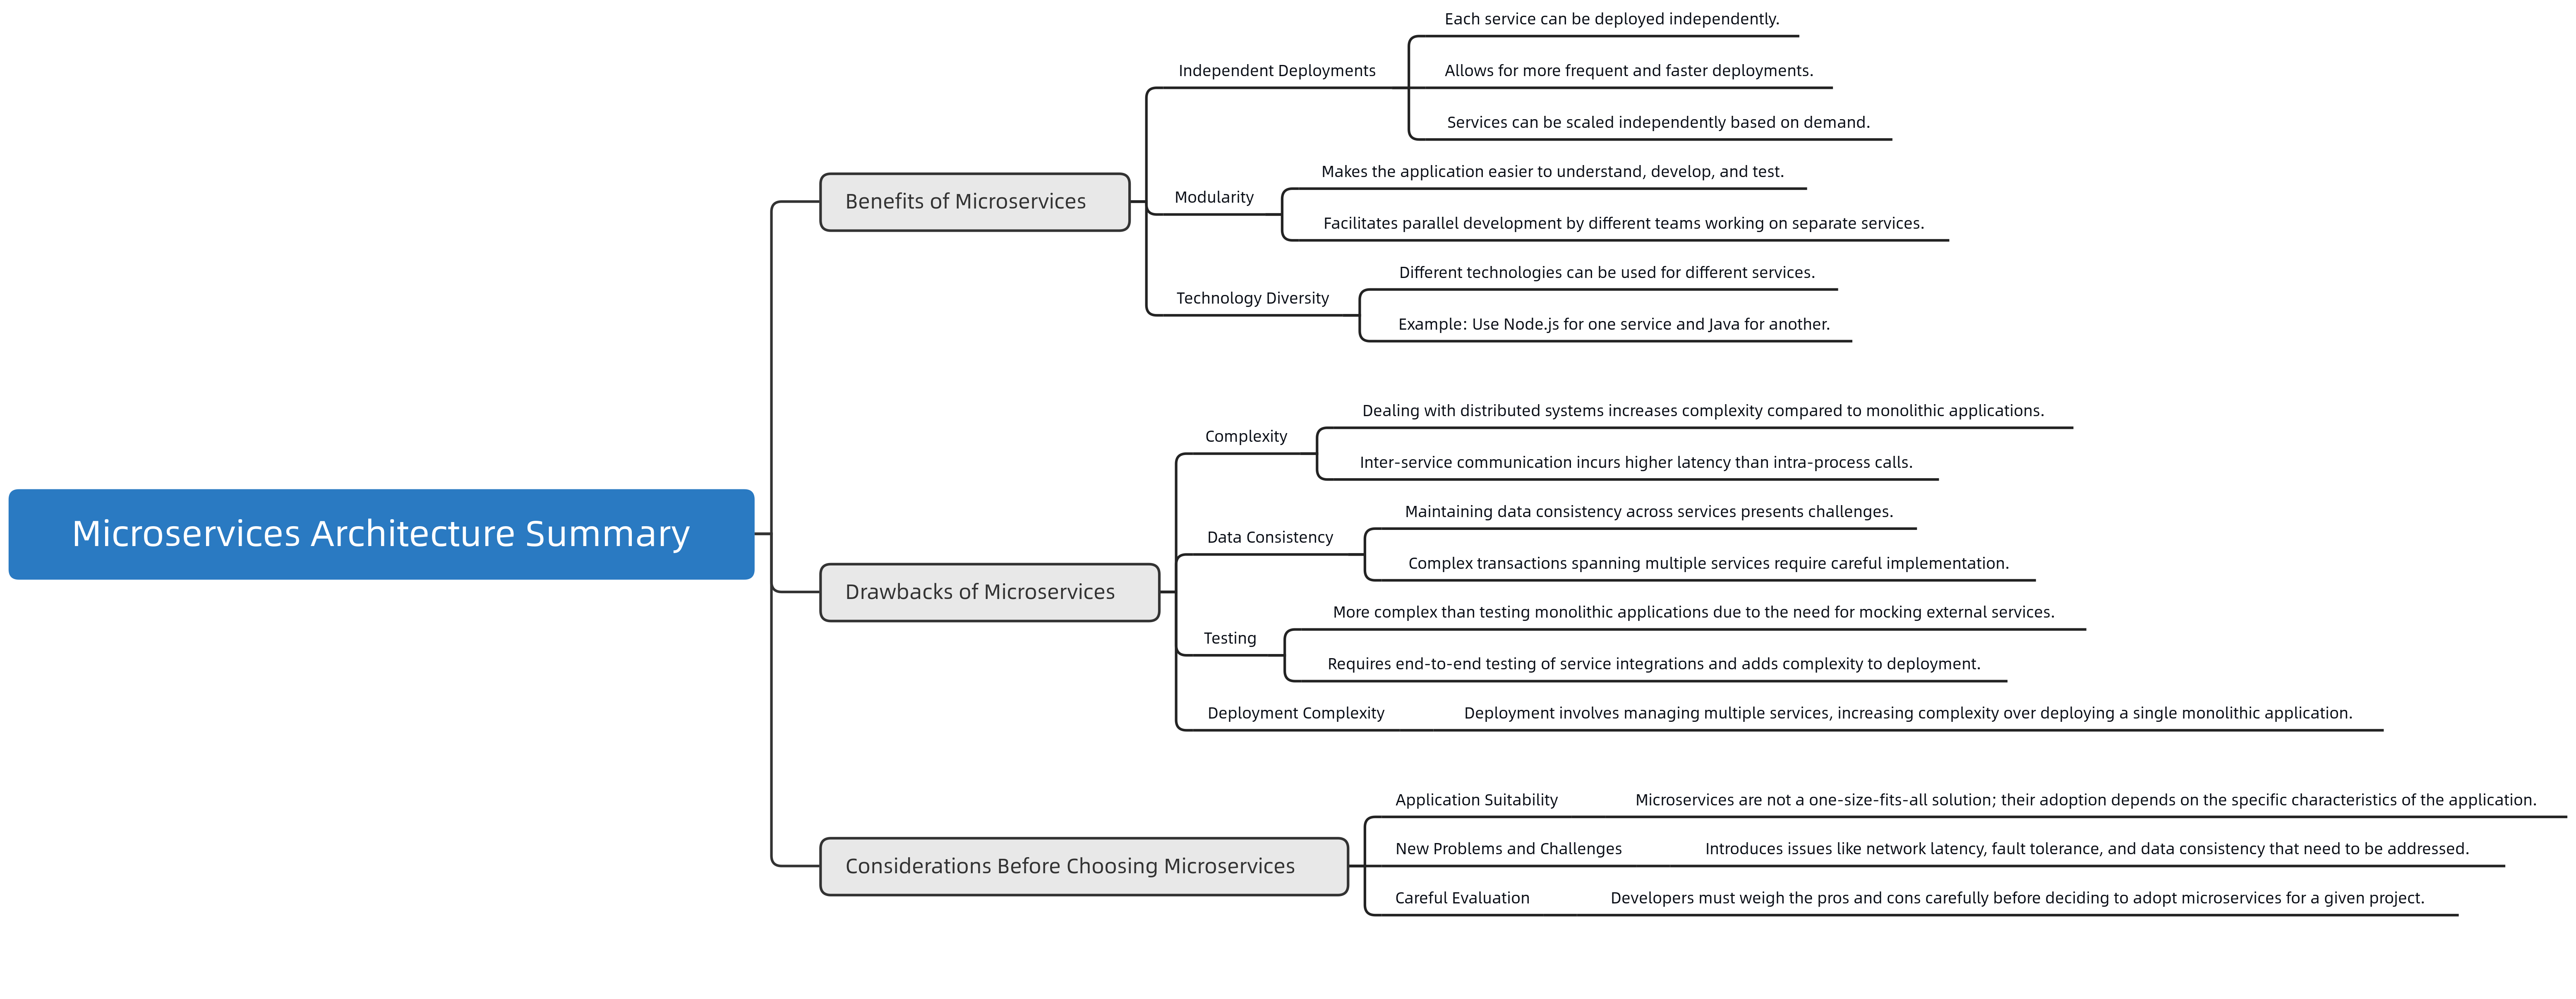 Microservices Architecture Summary
Benefits of Microservices
Independent Deployments
Each service can be deployed independently.
Allows for more frequent and faster deployments.
Services can be scaled independently based on demand.
Modularity
Makes the application easier to understand, develop, and test.
Facilitates parallel development by different teams working on separate services.
Technology Diversity
Different technologies can be used for different services.
Example: Use Node.js for one service and Java for another.
Drawbacks of Microservices
Complexity
Dealing with distributed systems increases complexity compared to monolithic applications.
Inter-service communication incurs higher latency than intra-process calls.
Data Consistency
Maintaining data consistency across services presents challenges.
Complex transactions spanning multiple services require careful implementation.
Testing
More complex than testing monolithic applications due to the need for mocking external services.
Requires end-to-end testing of service integrations and adds complexity to deployment.
Deployment Complexity
Deployment involves managing multiple services, increasing complexity over deploying a single monolithic application.
Considerations Before Choosing Microservices
Application Suitability
Microservices are not a one-size-fits-all solution; their adoption depends on the specific characteristics of the application.
New Problems and Challenges
Introduces issues like network latency, fault tolerance, and data consistency that need to be addressed.
Careful Evaluation
Developers must weigh the pros and cons carefully before deciding to adopt microservices for a given project.